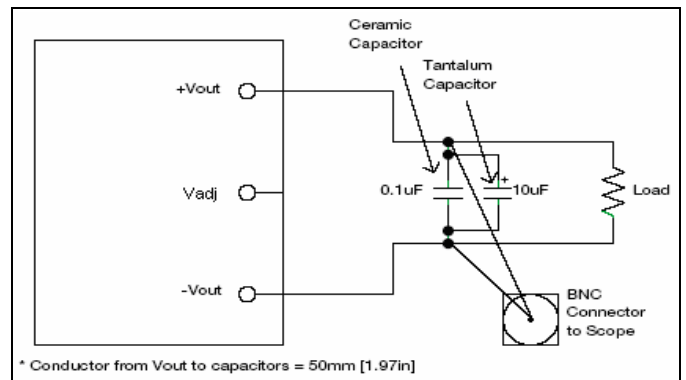 Ceramic
Capacitor
Tantalum
Capacitor
+Vout
Vadj
0.1uF
+
10uF
Load
-Vout
BNC
Connector
to Scope
* Conductor from Vout to capacitors = 50mm [1.97in]